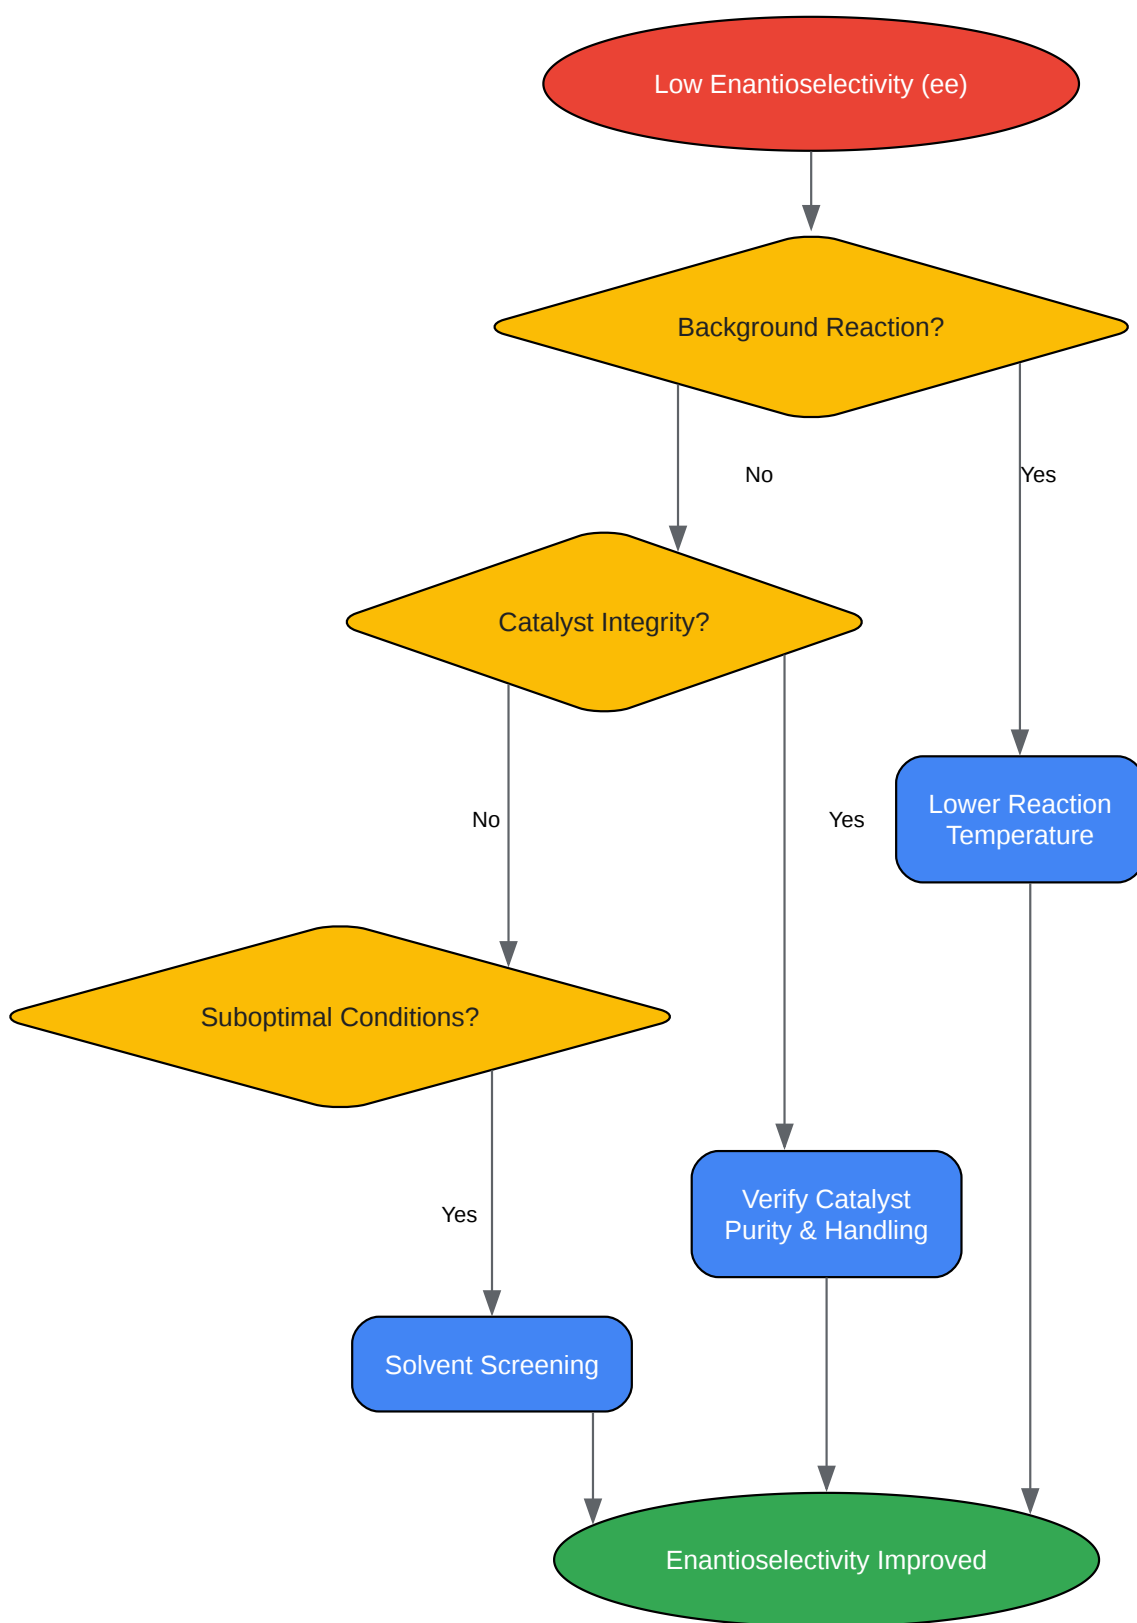 Low Enantioselectivity (ee)
Background Reaction?
No
Yes
Catalyst Integrity?
Lower Reaction
Temperature
No
Yes
Suboptimal Conditions?
Verify Catalyst
Purity & Handling
Yes
Solvent Screening
Enantioselectivity Improved